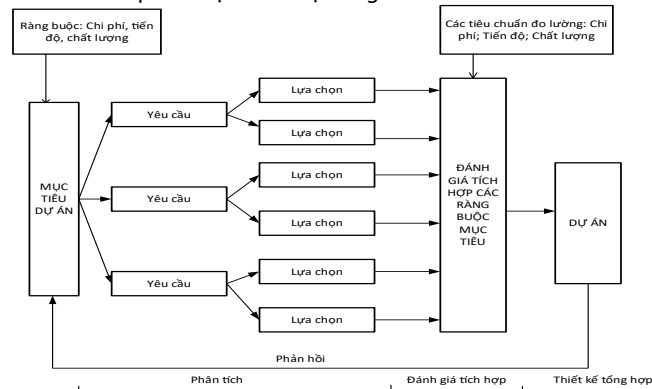 Ràng buộc: Chi phí, tiến
độ, chất lượng
Các tiêu chuẩn đo lường: Chi
phí; Tiến độ; Chất lượng
MỤC
TIÊU
DỰ ÁN
Yêu cầu
Yêu cầu
Yêu cầu
Lựa chọn
Lựa chọn
Lựa chọn
Lựa chọn
Lựa chọn
Lựa chọn
ĐÁNH
GIÁ TÍCH
HỢP CÁC
RÀNG
BUỘC
MỤC
TIÊU
DỰ ÁN
Phản hồi
Phân tích
Đánh giá tích hợp
Thiết kế tổng hợp